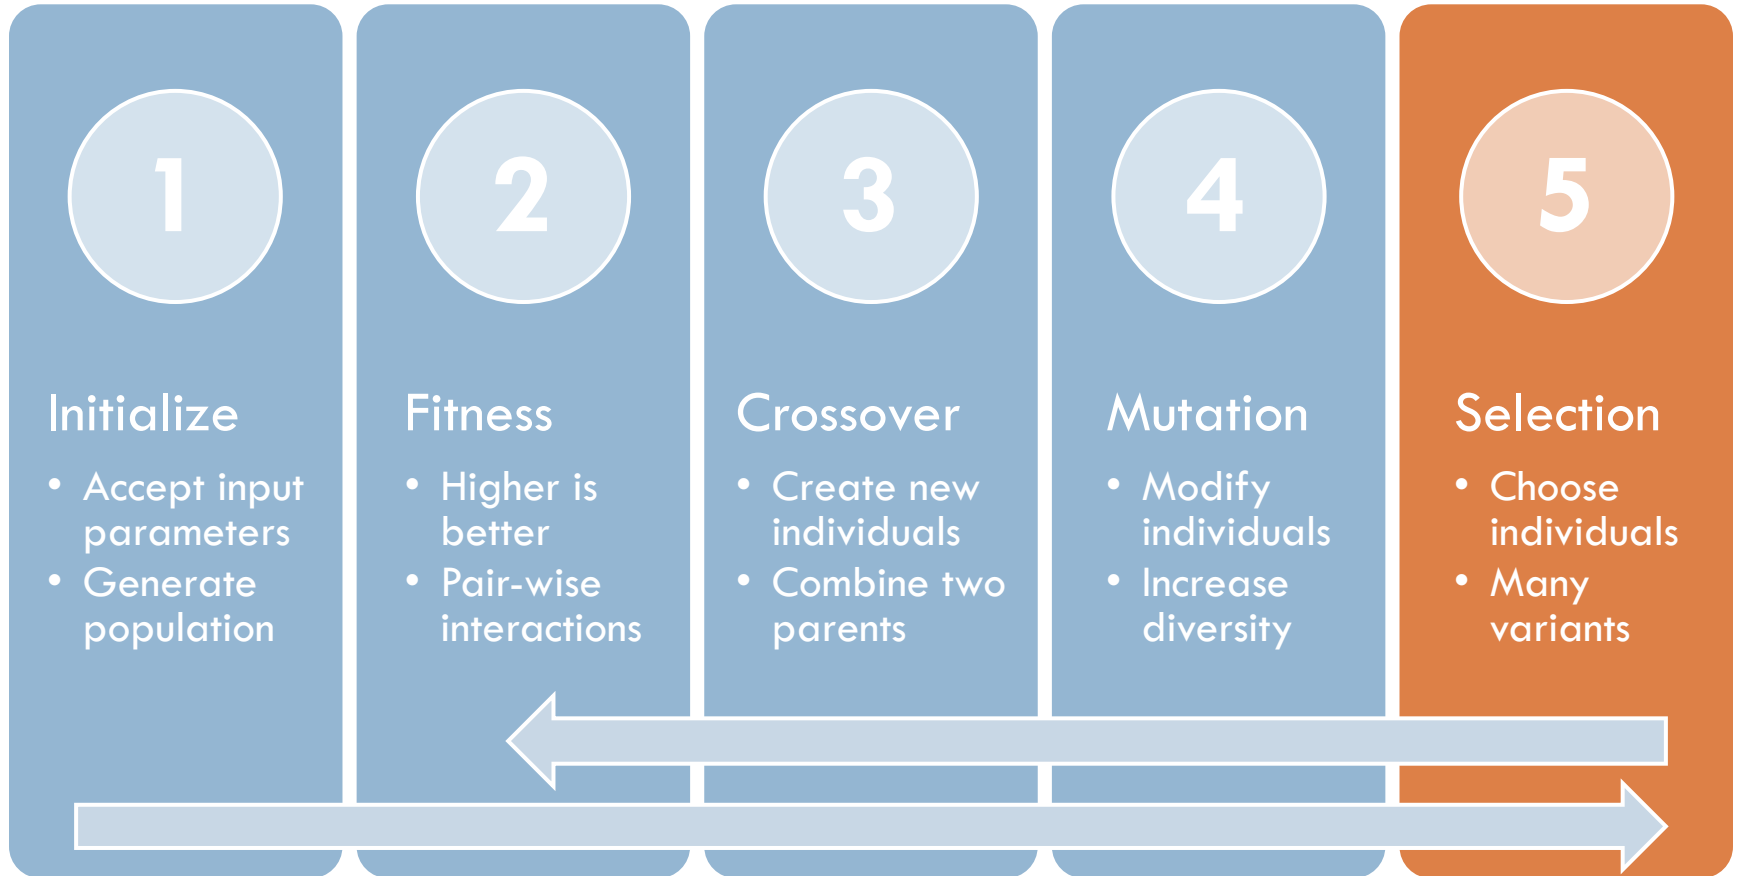 1
Initialize
• Accept input
parameters
• Generate
population
2
Fitness
• Higher is
better
• Pair-wise
interactions
3
Crossover
• Create new
individuals
• Combine two
parents
4
Mutation
• Modify
individuals
• Increase
diversity
5
Selection
• Choose
individuals
• Many
variants